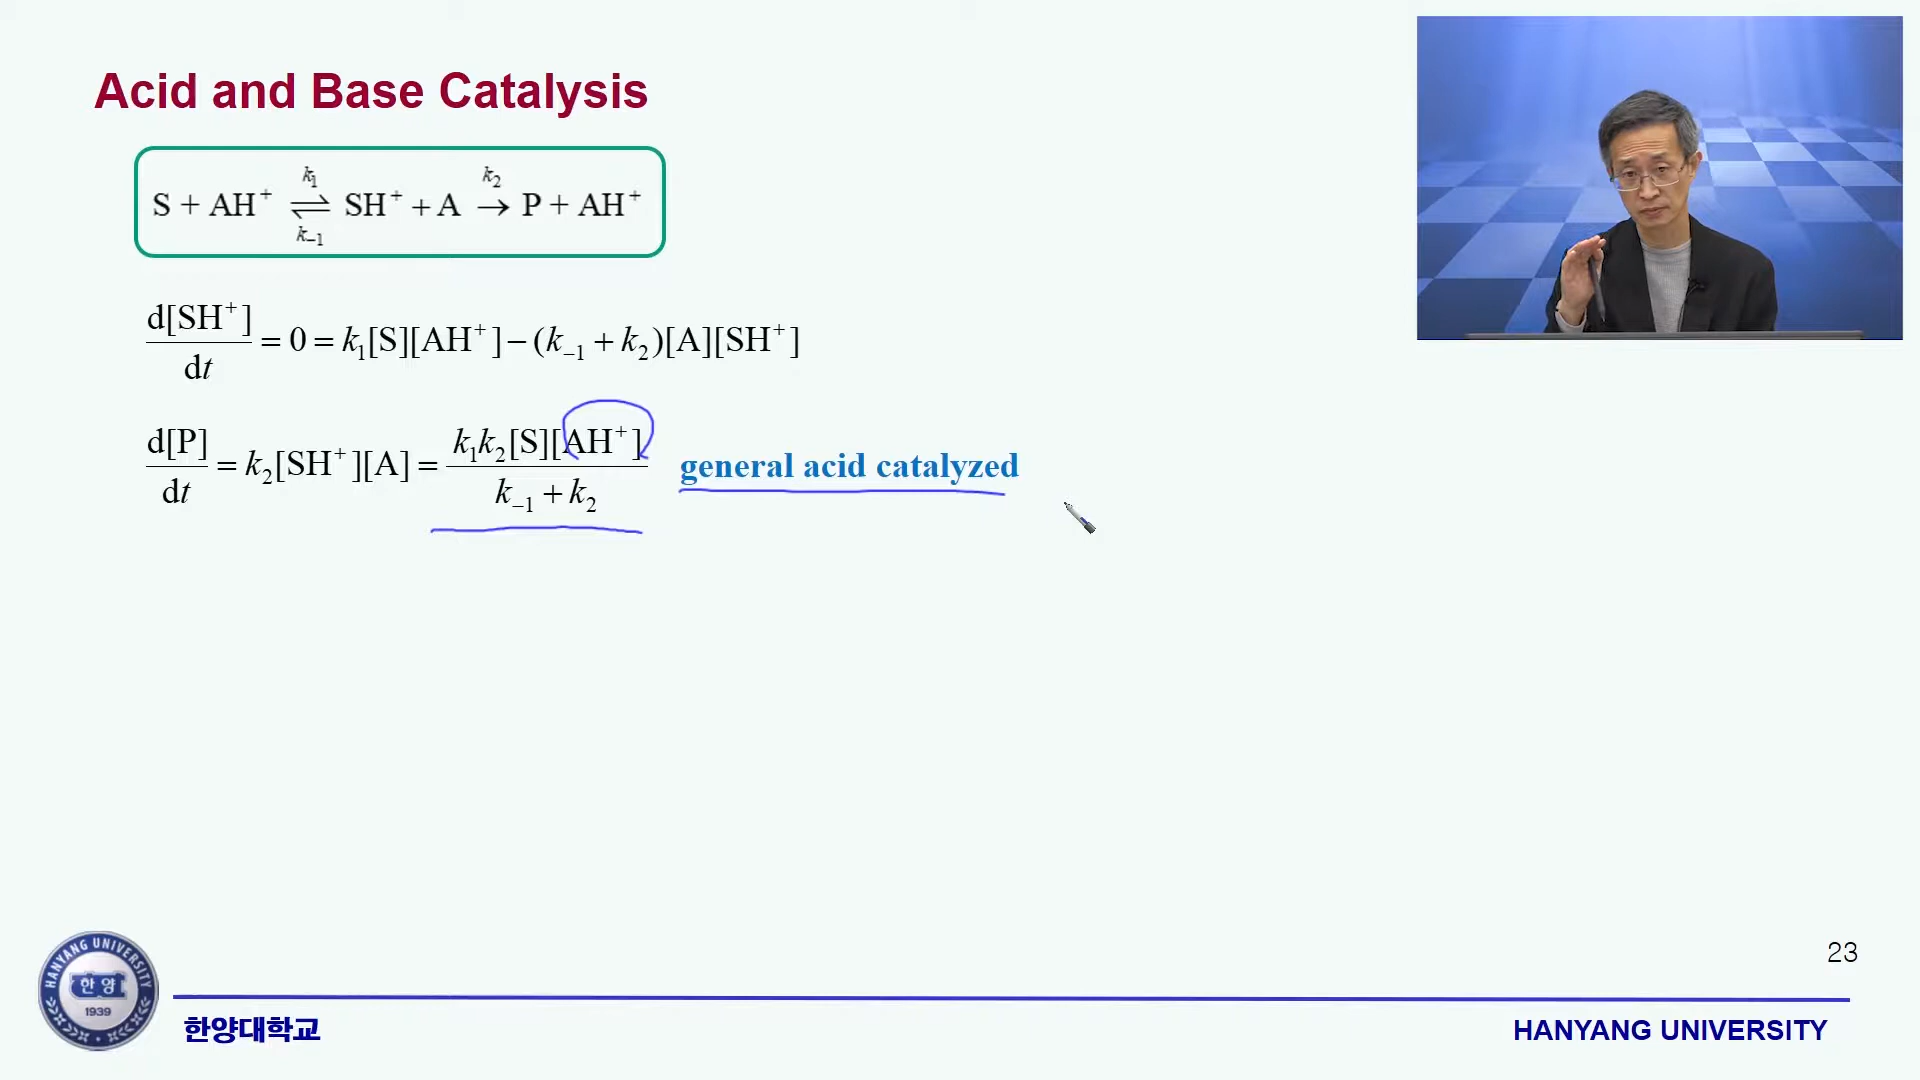 Acid and Base Catalysis
S + AH⁺ ⇌ SH⁺ + A → P + AH⁺
k₁ k₋₁ k₂
d[SH⁺]/dt = 0 = k₁[S][AH⁺] − (k₋₁ + k₂)[A][SH⁺]
d[P]/dt = k₂[SH⁺][A] = k₁k₂[S][AH⁺]/(k₋₁ + k₂) general acid catalyzed
23
HANYANG UNIVERSITY
한양
1939
한양대학교
HANYANG UNIVERSITY